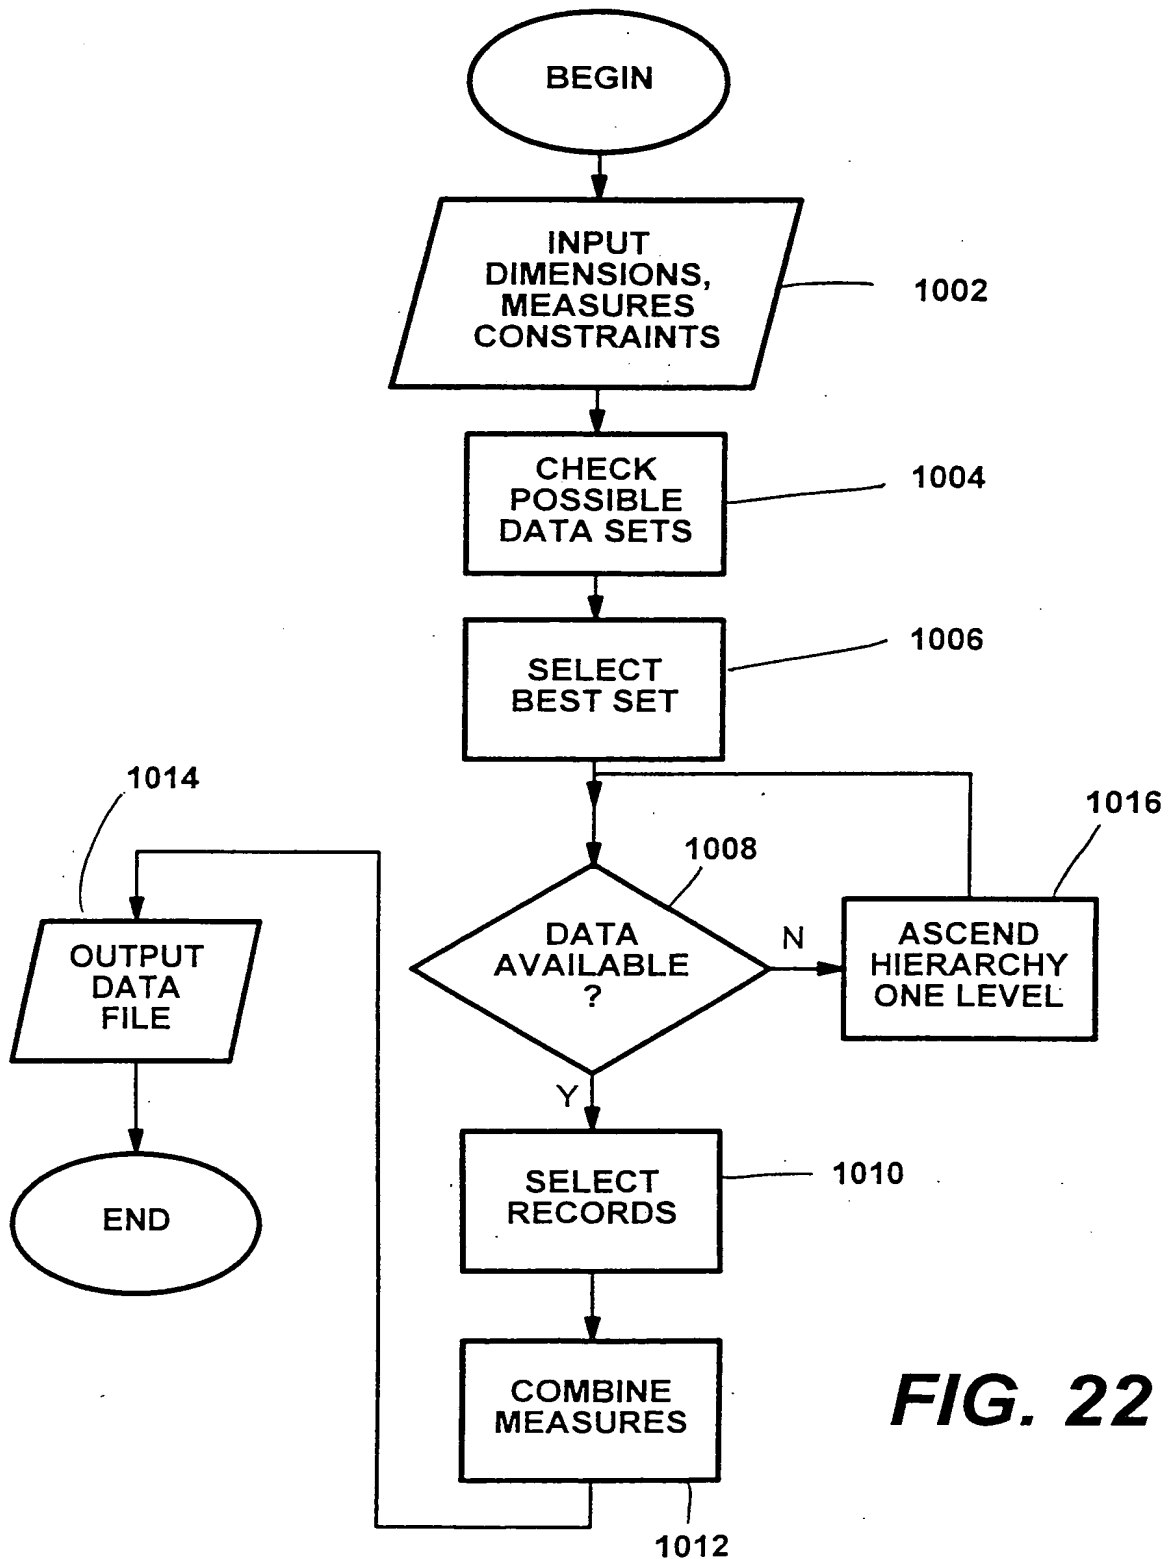 BEGIN
INPUT
DIMENSIONS,
MEASURES
CONSTRAINTS
1002
CHECK
POSSIBLE
DATA SETS
1004
SELECT
BEST SET
1006
1014
1016
1008
DATA
AVAILABLE
?
N
ASCEND
HIERARCHY
ONE LEVEL
OUTPUT
DATA
FILE
Y
SELECT
RECORDS
1010
END
COMBINE
MEASURES
1012
FIG. 22